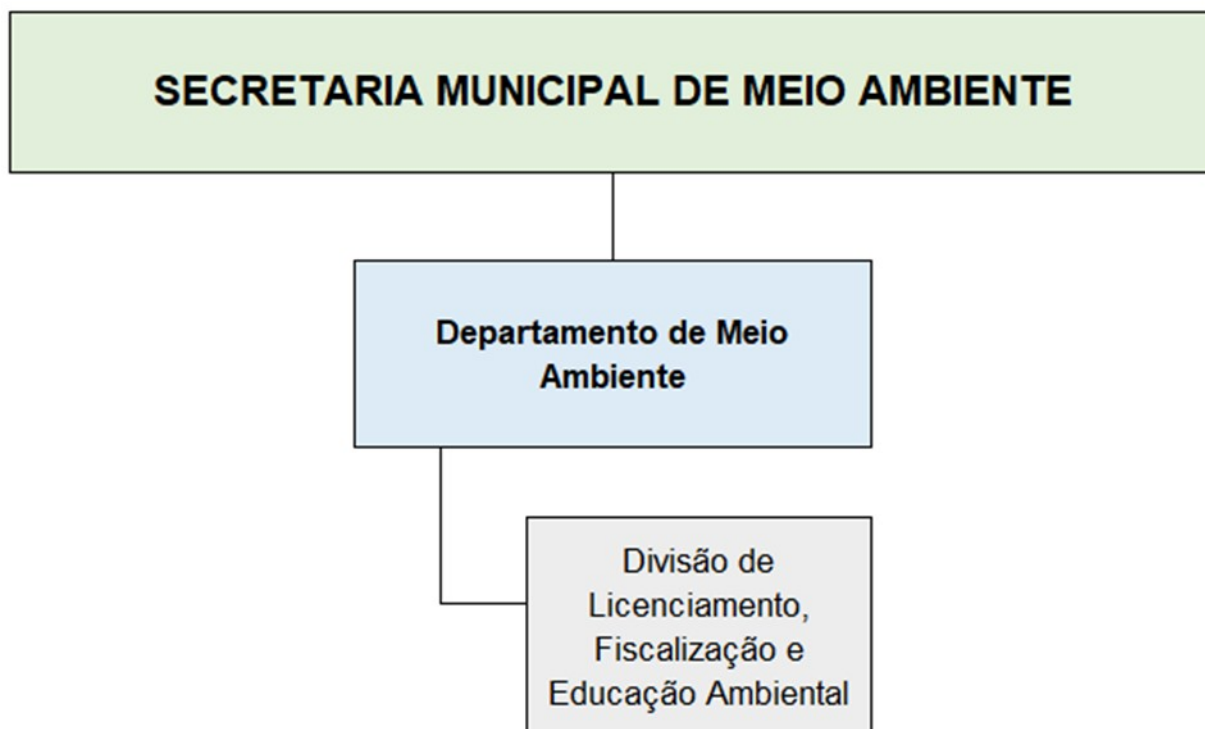 SECRETARIA MUNICIPAL DE MEIO AMBIENTE
Departamento de Meio
Ambiente
Divisão de
Licenciamento,
Fiscalização e
Educação Ambiental